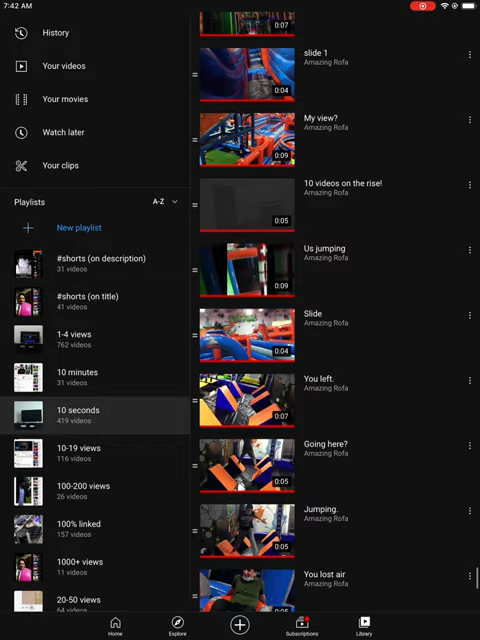 7:42 AM
History
Your videos
Your movies
Watch later
Your clips
Playlists
A-Z
New playlist
#shorts (on description)
31 videos
#shorts (on title)
41 videos
1-4 views
762 videos
10 minutes
31 videos
10 seconds
419 videos
10-19 views
116 videos
100-200 views
26 videos
100% linked
157 videos
1000+ views
11 videos
20-50 views
64 videos
0:07
slide 1
Amazing Rofa
0:04
My view?
Amazing Rofa
0:09
10 videos on the rise!
Amazing Rofa
0:05
Us jumping
Amazing Rofa
0:09
Slide
Amazing Rofa
0:04
You left.
Amazing Rofa
0:07
Going here?
Amazing Rofa
0:05
Jumping.
Amazing Rofa
0:05
You lost air
Amazing Rofa
0:05
Home
Explore
Subscriptions
Library